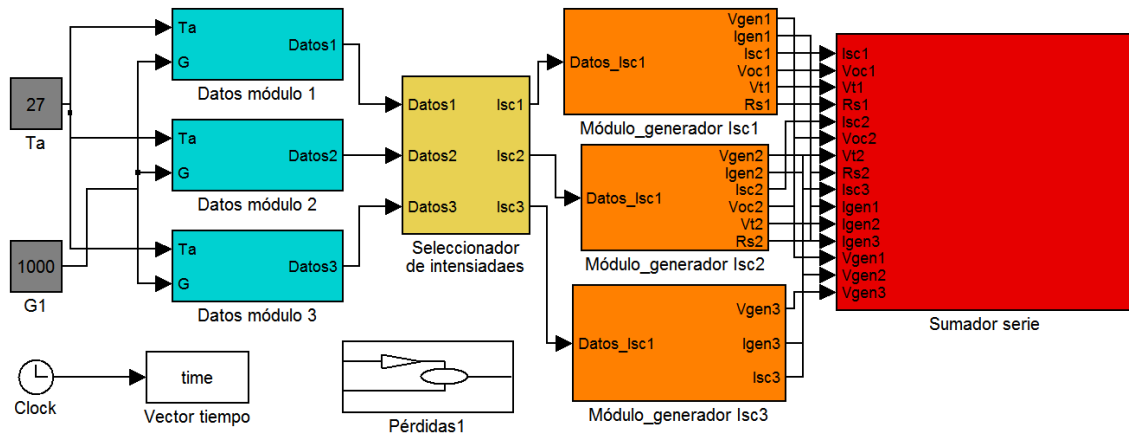 27
Ta
1000
G1
Ta
G
Datos1
Datos módulo 1
Ta
G
Datos2
Datos módulo 2
Ta
G
Datos3
Datos módulo 3
Datos1
Datos2
Datos3
Isc1
Isc2
Isc3
Seleccionador
de intensiadaes
Datos_Isc1
Vgen1
Igen1
Isc1
Voc1
Vt1
Rs1
Módulo_generador Isc1
Datos_Isc1
Vgen2
Igen2
Isc2
Voc2
Vt2
Rs2
Módulo_generador Isc2
Datos_Isc1
Vgen3
Igen3
Isc3
Módulo_generador Isc3
Isc1
Voc1
Vt1
Rs1
Isc2
Voc2
Vt2
Rs2
Isc3
Igen1
Igen2
Igen3
Vgen1
Vgen2
Vgen3
Sumador serie
Clock
time
Vector tiempo
Pérdidas1